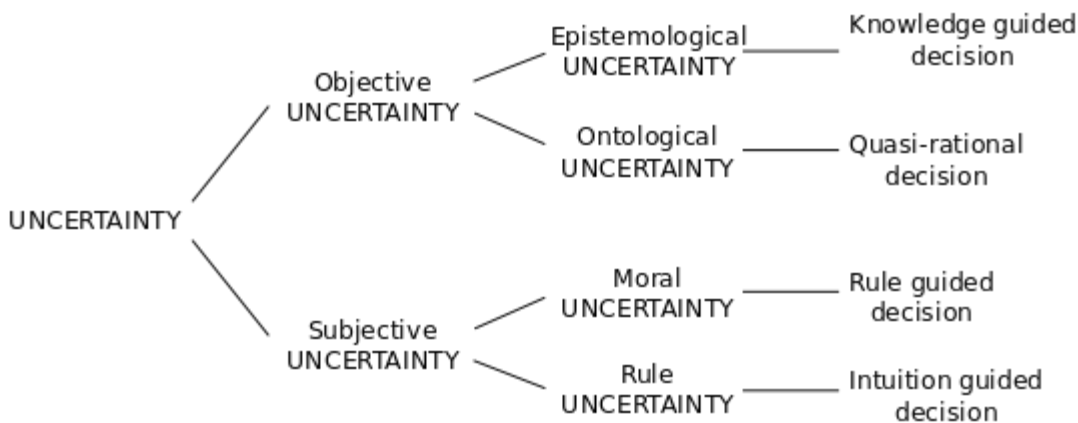 Epistemological
UNCERTAINTY
Knowledge guided
decision
Objective
UNCERTAINTY
Ontological
UNCERTAINTY
Quasi-rational
decision
UNCERTAINTY
Moral
UNCERTAINTY
Rule guided
decision
Subjective
UNCERTAINTY
Rule
UNCERTAINTY
Intuition guided
decision